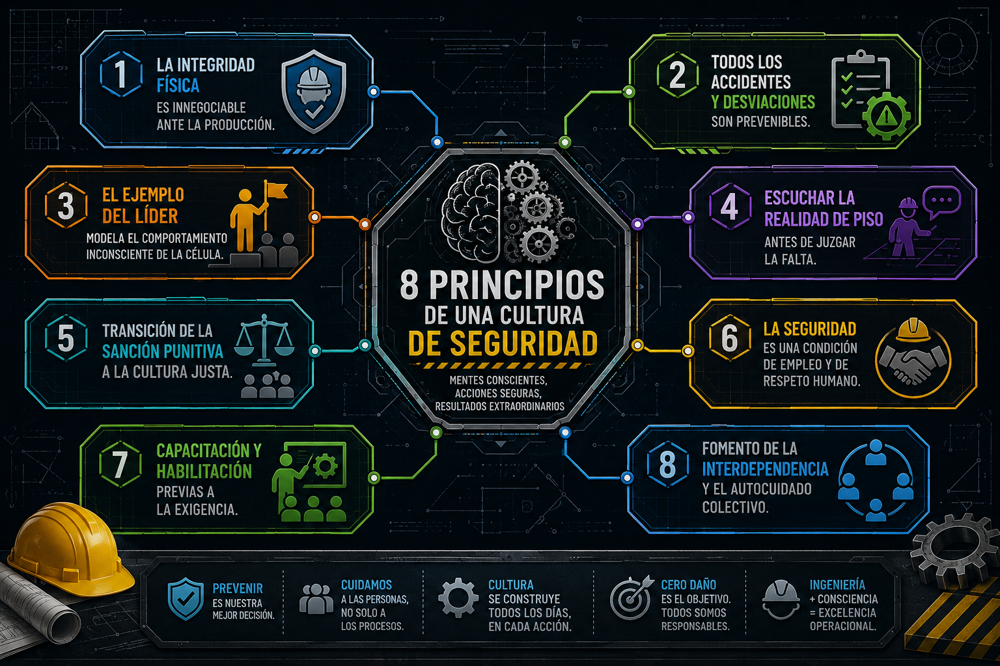 1
LA INTEGRIDAD
FÍSICA
ES INNEGOCIABLE
ANTE LA PRODUCCIÓN.
2
TODOS LOS
ACCIDENTES
Y DESVIACIONES
SON PREVENIBLES.
3
EL EJEMPLO
DEL LÍDER
MODELA EL COMPORTAMIENTO
INCONSCIENTE DE LA CÉLULA.
4
ESCUCHAR LA
REALIDAD DE PISO
ANTES DE JUZGAR
LA FALTA.
8 PRINCIPIOS
DE UNA CULTURA
DE SEGURIDAD
MENTES CONSCIENTES,
ACCIONES SEGURAS,
RESULTADOS EXTRAORDINARIOS
5
TRANSICIÓN DE LA
SANCIÓN PUNITIVA
A LA CULTURA JUSTA.
6
LA SEGURIDAD
ES UNA CONDICIÓN
DE EMPLEO Y DE
RESPETO HUMANO.
7
CAPACITACIÓN Y
HABILITACIÓN
PREVIAS A
LA EXIGENCIA.
8
FOMENTO DE LA
INTERDEPENDENCIA
Y EL AUTOCUIDADO
COLECTIVO.
PREVENIR
ES NUESTRA
MEJOR DECISIÓN.
CUIDAMOS
A LAS PERSONAS,
NO SOLO A
LOS PROCESOS.
CULTURA
SE CONSTRUYE
TODOS LOS DÍAS,
EN CADA ACCIÓN.
CERO DAÑO
ES EL OBJETIVO.
TODOS SOMOS
RESPONSABLES.
INGENIERÍA
+ CONSCIENCIA
= EXCELENCIA
OPERACIONAL.